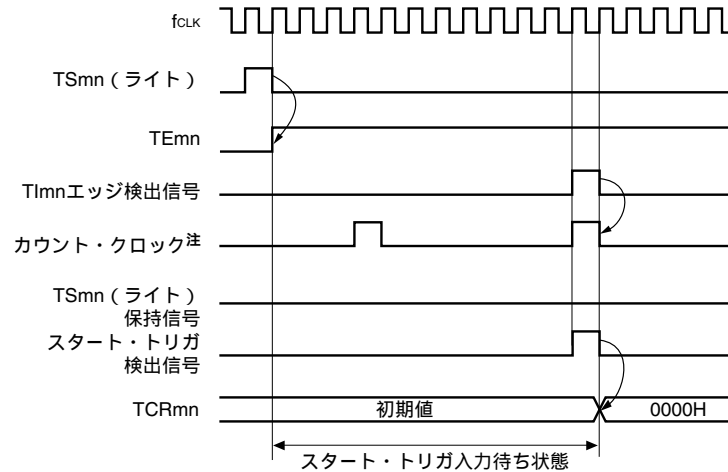 fCLK
TSmn（ライト）
TEmn
TImnエッジ検出信号
カウント・クロック注
TSmn（ライト）
保持信号
スタート・トリガ
検出信号
TCRmn
初期値
0000H
スタート・トリガ入力待ち状態